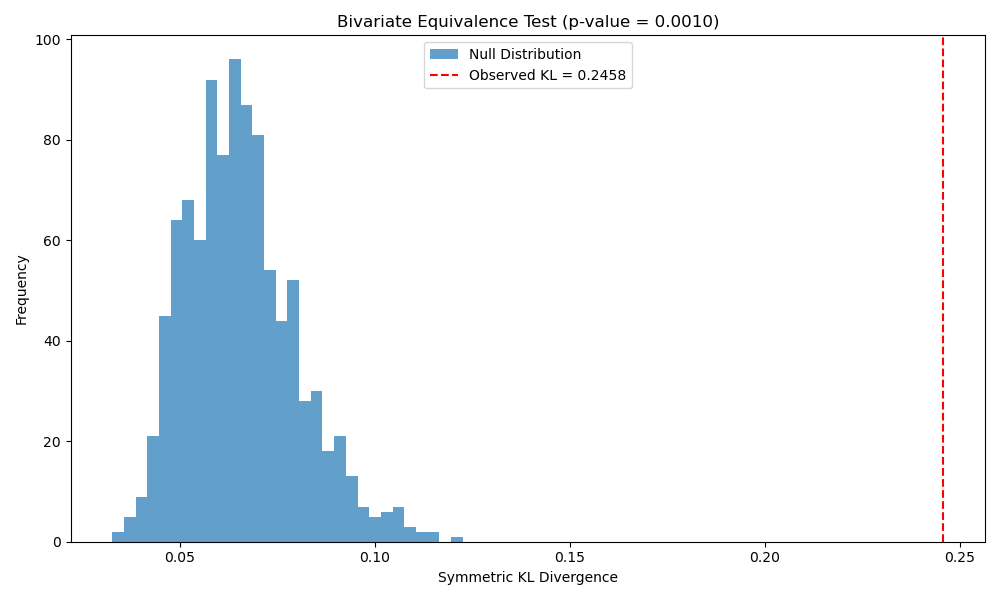 Bivariate Equivalence Test (p-value = 0.0010)
Null Distribution
Observed KL = 0.2458
100
80
60
40
20
0
Frequency
0.05
0.10
0.15
0.20
0.25
Symmetric KL Divergence